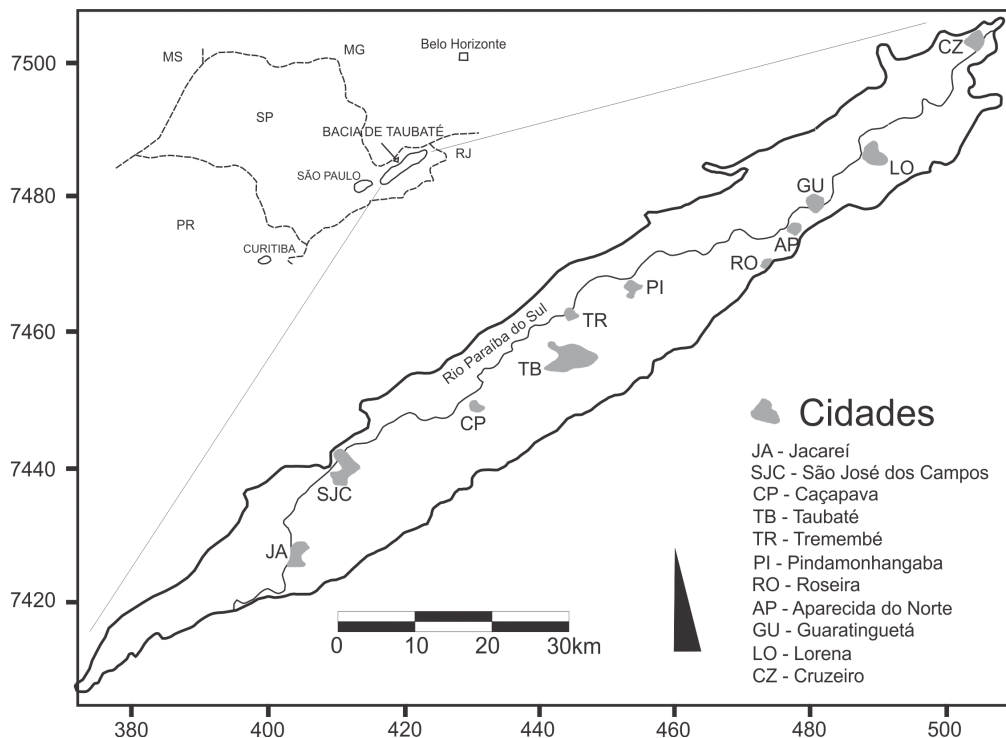 7500
7480
7460
7440
7420
380
400
420
440
460
480
500
MS
MG
Belo Horizonte
SP
BACIA DE TAUBATÉ
RJ
SÃO PAULO
PR
CURITIBA
CZ
LO
GU
AP
RO
PI
TR
Rio Paraíba do Sul
TB
CP
SJC
JA
0 10 20 30km
Cidades
JA - Jacareí
SJC - São José dos Campos
CP - Caçapava
TB - Taubaté
TR - Tremembé
PI - Pindamonhangaba
RO - Roseira
AP - Aparecida do Norte
GU - Guaratinguetá
LO - Lorena
CZ - Cruzeiro